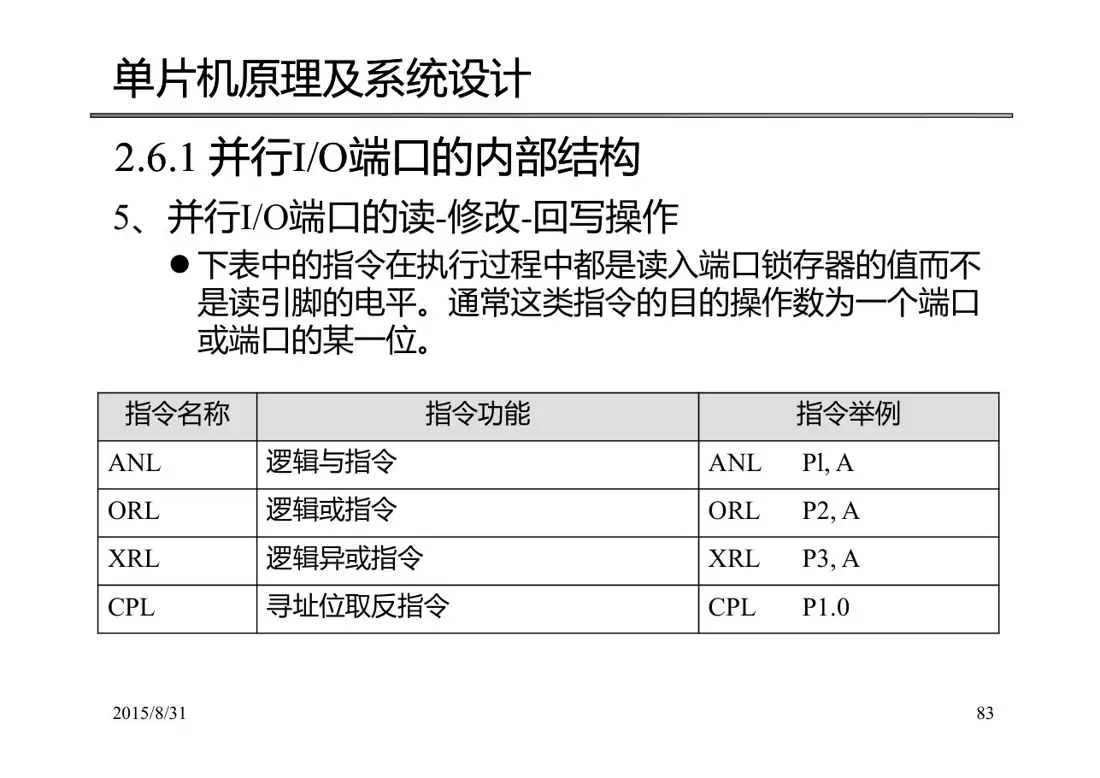 单片机原理及系统设计
2.6.1 并行I/O端口的内部结构
5、并行I/O端口的读-修改-回写操作
●下表中的指令在执行过程中都是读入端口锁存器的值而不
是读引脚的电平。通常这类指令的目的操作数为一个端口
或端口的某一位。
指令名称 指令功能 指令举例
ANL 逻辑与指令 ANL Pl, A
ORL 逻辑或指令 ORL P2, A
XRL 逻辑异或指令 XRL P3, A
CPL 寻址位取反指令 CPL P1.0
2015/8/31 83